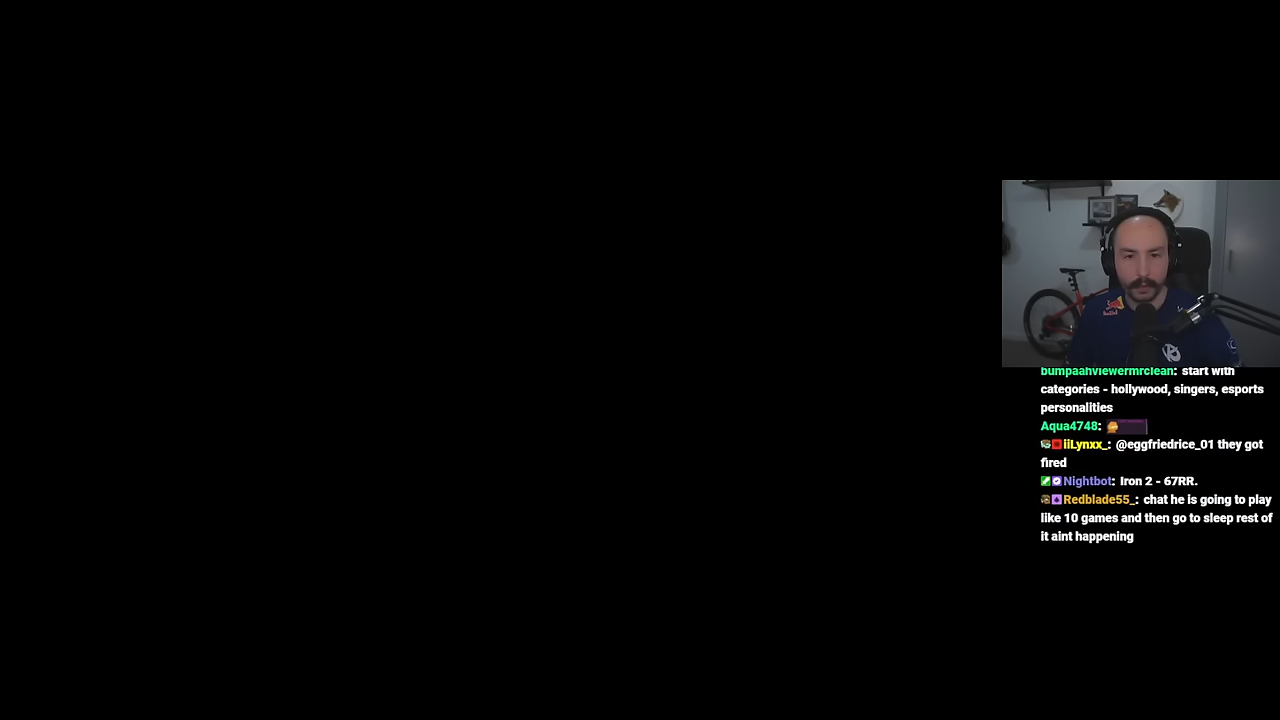 bumpaahviewermrclean: start with
categories - hollywood, singers, esports
personalities
Aqua4748:
iiLynxx_: @eggfriedrice_01 they got
fired
Nightbot: Iron 2 - 67RR.
Redblade55_: chat he is going to play
like 10 games and then go to sleep rest of
it aint happening